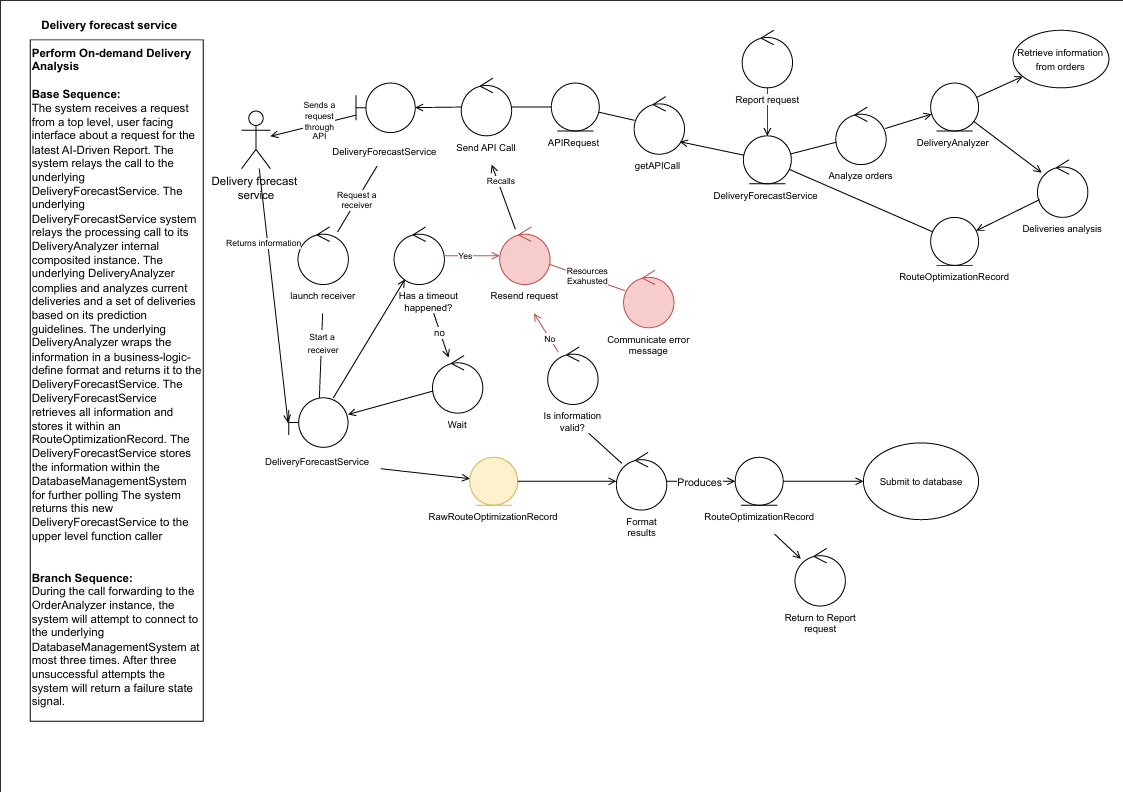 Delivery forecast service
Perform On-demand Delivery
Analysis
Base Sequence:
The system receives a request
from a top level, user facing
interface about a request for the
latest AI-Driven Report. The
system relays the call to the
underlying
DeliveryForecastService. The
underlying
DeliveryForecastService system
relays the processing call to its
DeliveryAnalyzer internal
composited instance. The
underlying DeliveryAnalyzer
complies and analyzes current
deliveries and a set of deliveries
based on its prediction
guidelines. The underlying
DeliveryAnalyzer wraps the
information in a business-logic-
define format and returns it to the
DeliveryForecastService. The
DeliveryForecastService
retrieves all information and
stores it within an
RouteOptimizationRecord. The
DeliveryForecastService stores
the information within the
DatabaseManagementSystem
for further polling The system
returns this new
DeliveryForecastService to the
upper level function caller
Branch Sequence:
During the call forwarding to the
OrderAnalyzer instance, the
system will attempt to connect to
the underlying
DatabaseManagementSystem at
most three times. After three
unsuccessful attempts the
system will return a failure state
signal.
Sends a
request
through
API
Delivery forecast
service
DeliveryForecastService
Send API Call
APIRequest
getAPICall
Report request
DeliveryForecastService
Analyze orders
DeliveryAnalyzer
Retrieve information
from orders
Deliveries analysis
RouteOptimizationRecord
Request a
receiver
Recalls
Returns information
launch receiver
Has a timeout
happened?
Yes
Resend request
Resources
Exahusted
Communicate error
message
Start a
receiver
no
No
Wait
Is information
valid?
DeliveryForecastService
RawRouteOptimizationRecord
Format
results
Produces
RouteOptimizationRecord
Submit to database
Return to Report
request